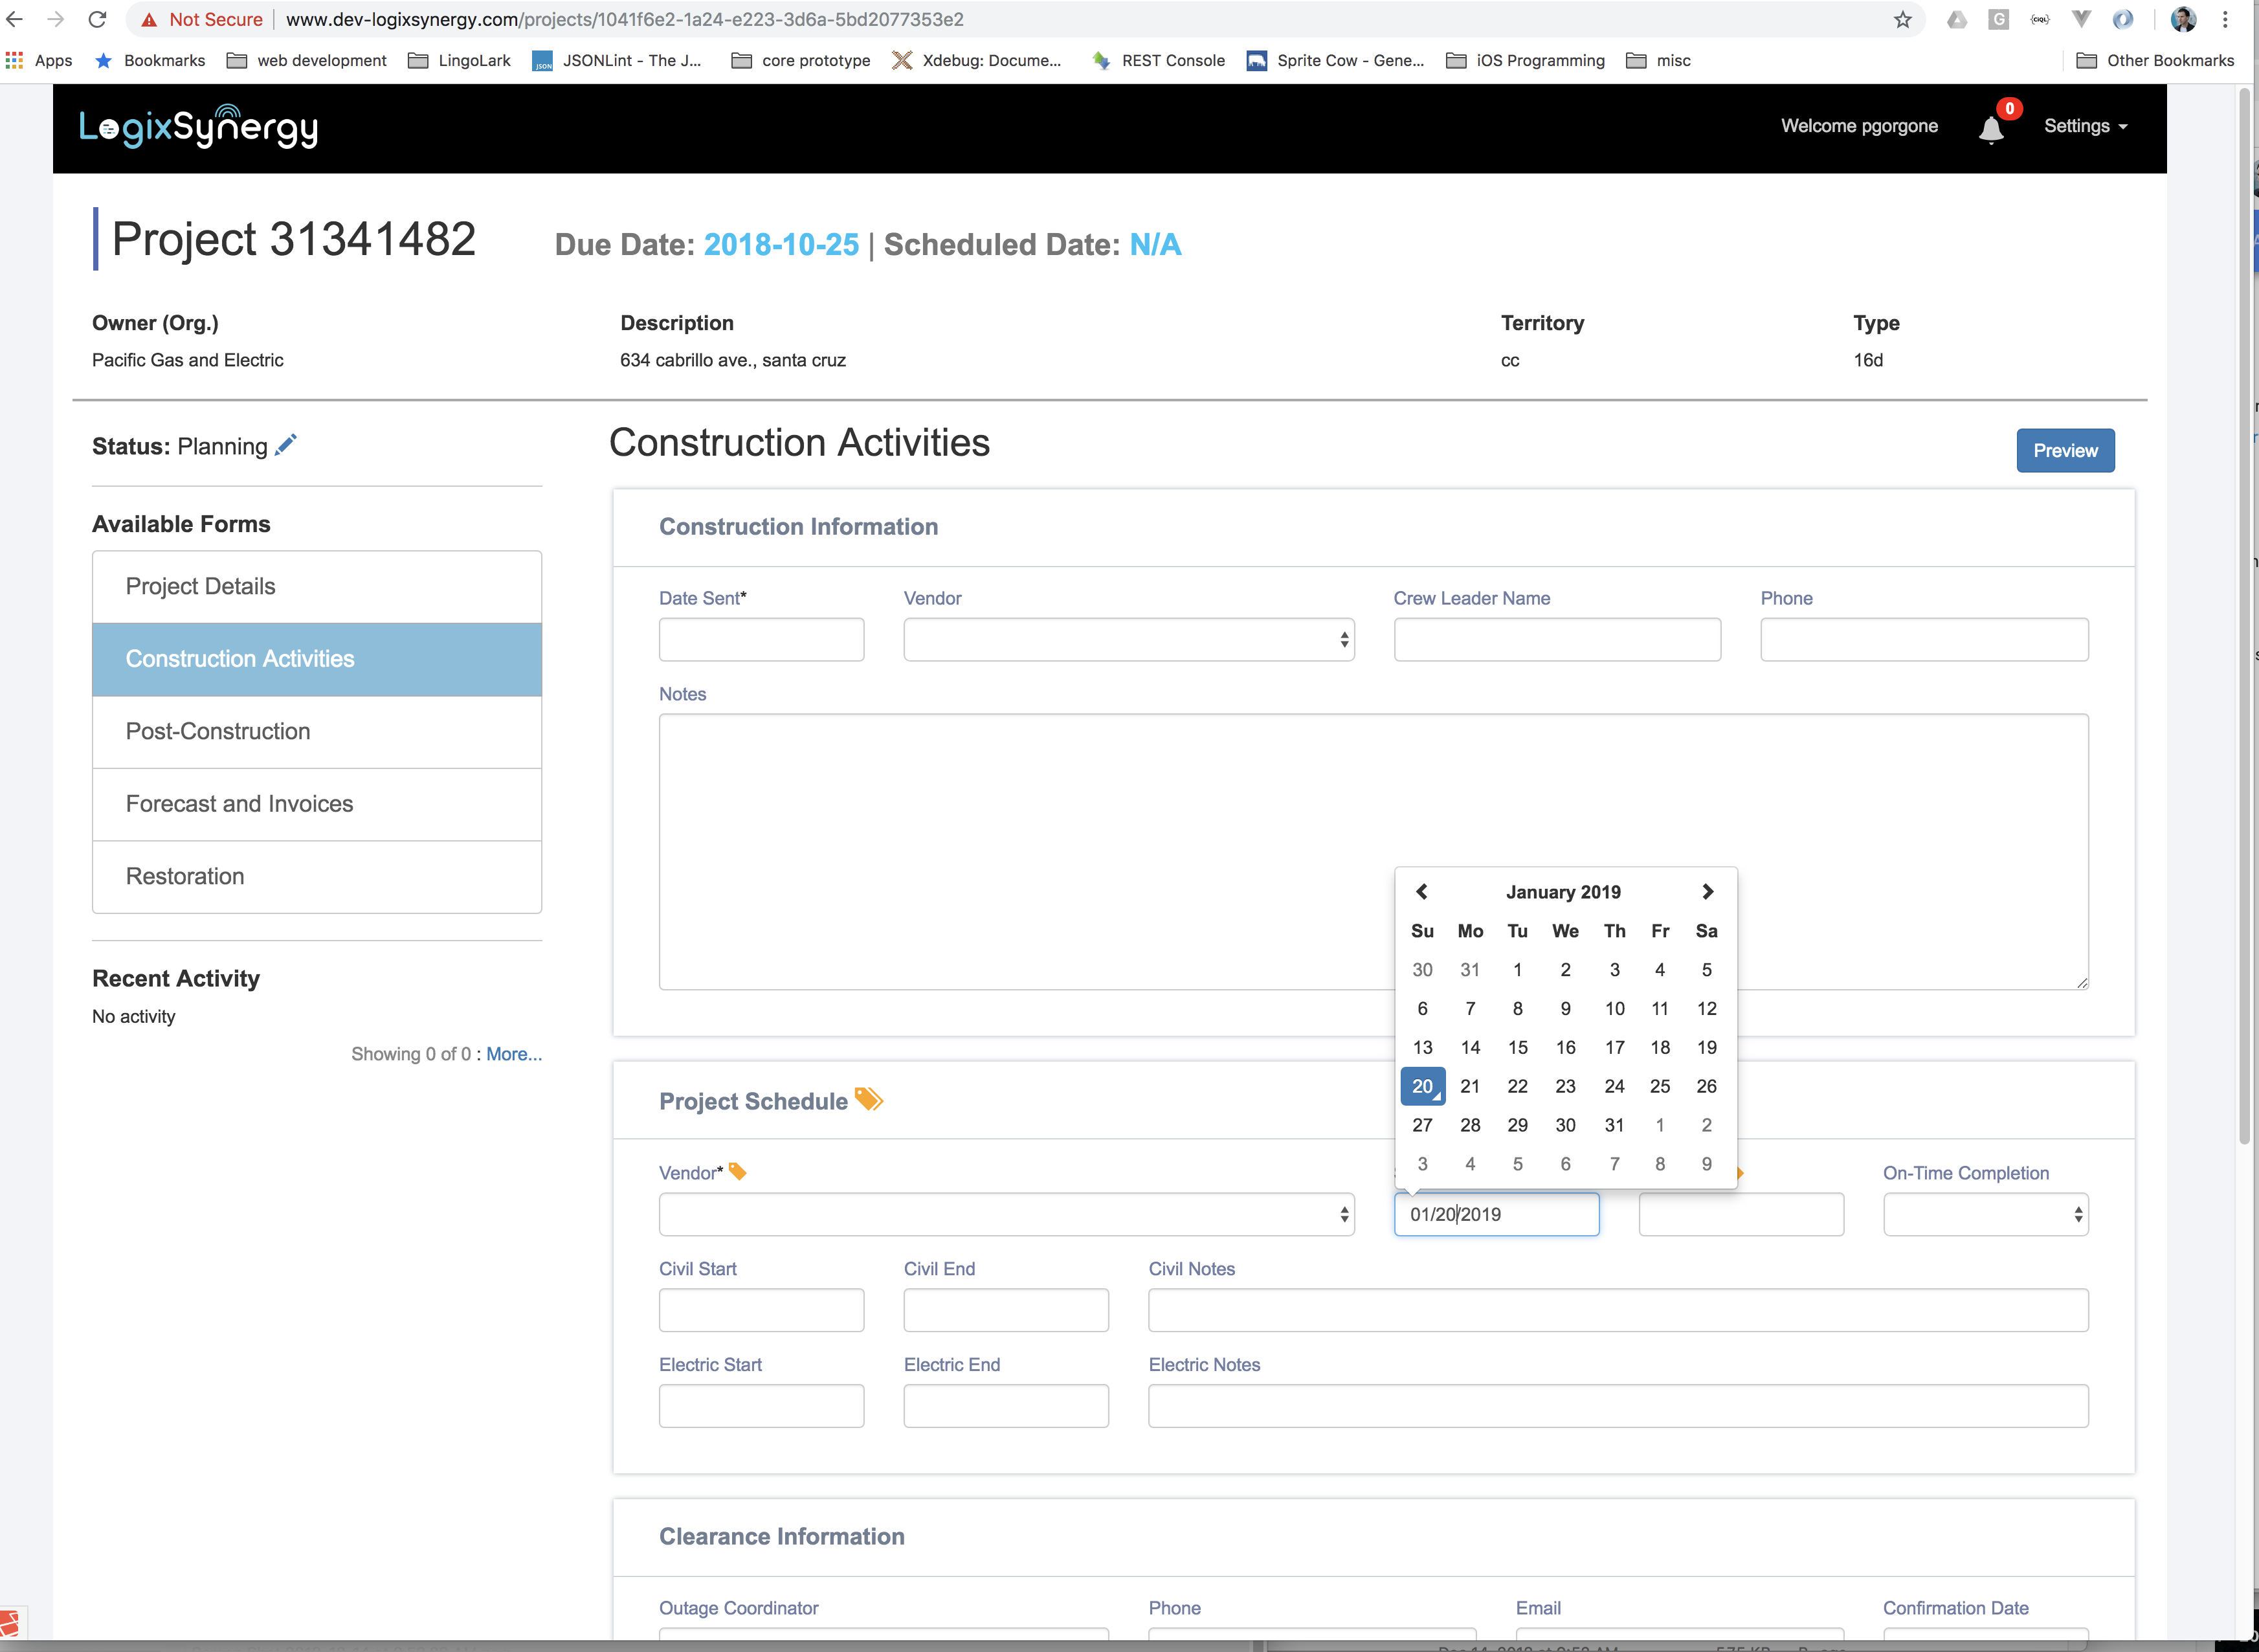 Not Secure www.dev-logixsynergy.com/projects/1041f6e2-1a24-e223-3d6a-5bd2077353e2
Apps Bookmarks web development LingoLark JSONLint - The J... core prototype Xdebug: Docume... REST Console Sprite Cow - Gene... iOS Programming misc Other Bookmarks
LogixSynergy
Welcome pgorgone 0 Settings
Project 31341482
Due Date: 2018-10-25 | Scheduled Date: N/A
Owner (Org.) Description Territory Type
Pacific Gas and Electric 634 cabrillo ave., santa cruz cc 16d
Status: Planning
Available Forms
Project Details
Construction Activities
Post-Construction
Forecast and Invoices
Restoration
Recent Activity
No activity
Showing 0 of 0 : More...
Construction Activities
Preview
Construction Information
Date Sent* Vendor Crew Leader Name Phone
Notes
January 2019
Su Mo Tu We Th Fr Sa
30 31 1 2 3 4 5
6 7 8 9 10 11 12
13 14 15 16 17 18 19
20 21 22 23 24 25 26
27 28 29 30 31 1 2
3 4 5 6 7 8 9
Project Schedule
Vendor* On-Time Completion
01/20/2019
Civil Start Civil End Civil Notes
Electric Start Electric End Electric Notes
Clearance Information
Outage Coordinator Phone Email Confirmation Date